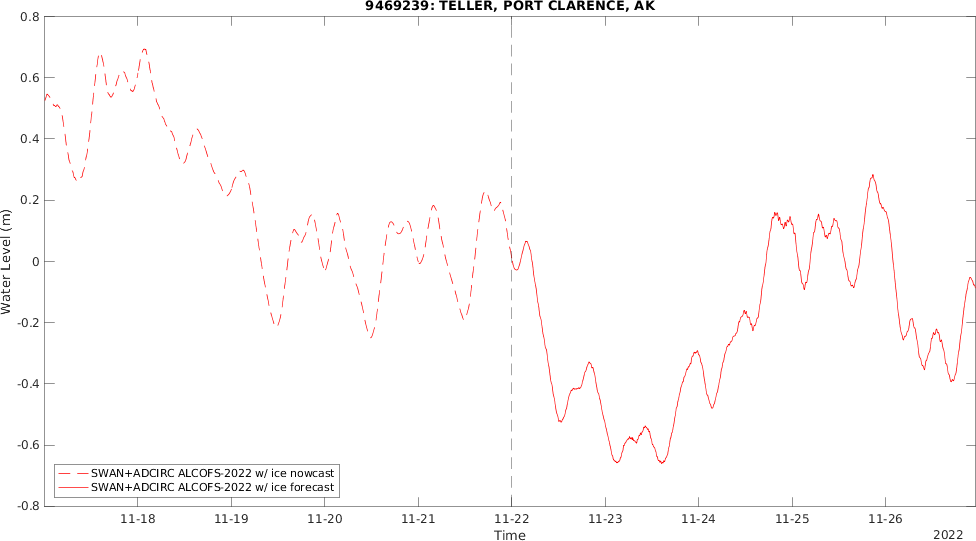 9469239: TELLER, PORT CLARENCE, AK
0.8
0.6
0.4
0.2
0
-0.2
-0.4
-0.6
-0.8
Water Level (m)
SWAN+ADCIRC ALCOFS-2022 w/ ice nowcast
SWAN+ADCIRC ALCOFS-2022 w/ ice forecast
11-18 11-19 11-20 11-21 11-22 11-23 11-24 11-25 11-26
Time
2022